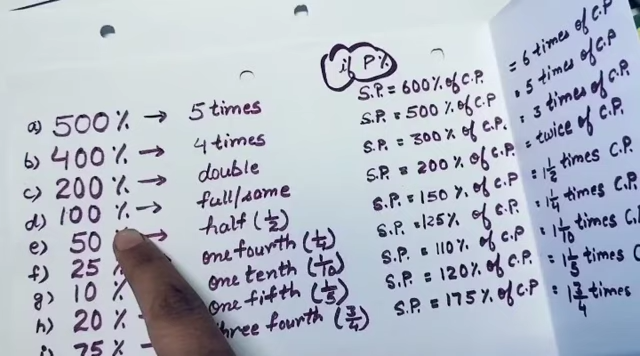 if P%
a) 500% → 5 times S.P. = 600% of C.P. = 6 times of C.P
b) 400% → 4 times S.P. = 500% of C.P = 5 times of C.P
c) 200% → double S.P. = 300% of C.P. = 3 times of C.P.
d) 100% → full/same S.P. = 200% of C.P. = twice of C.P.
e) 50 % → half (1/2) S.P. = 150% of C.P. = 1 1/2 times C.P.
f) 25 % one fourth (1/4) S.P. = 125% of C.P. = 1 1/4 times C.P.
g) 10 % one tenth (1/10) S.P. = 110% of C.P. = 1 1/10 times C.
h) 20 % one fifth (1/5) S.P. = 120% of C.P. = 1 1/5 times
i) 75 % three fourth (3/4) S.P. = 175% of C.P = 1 3/4 times